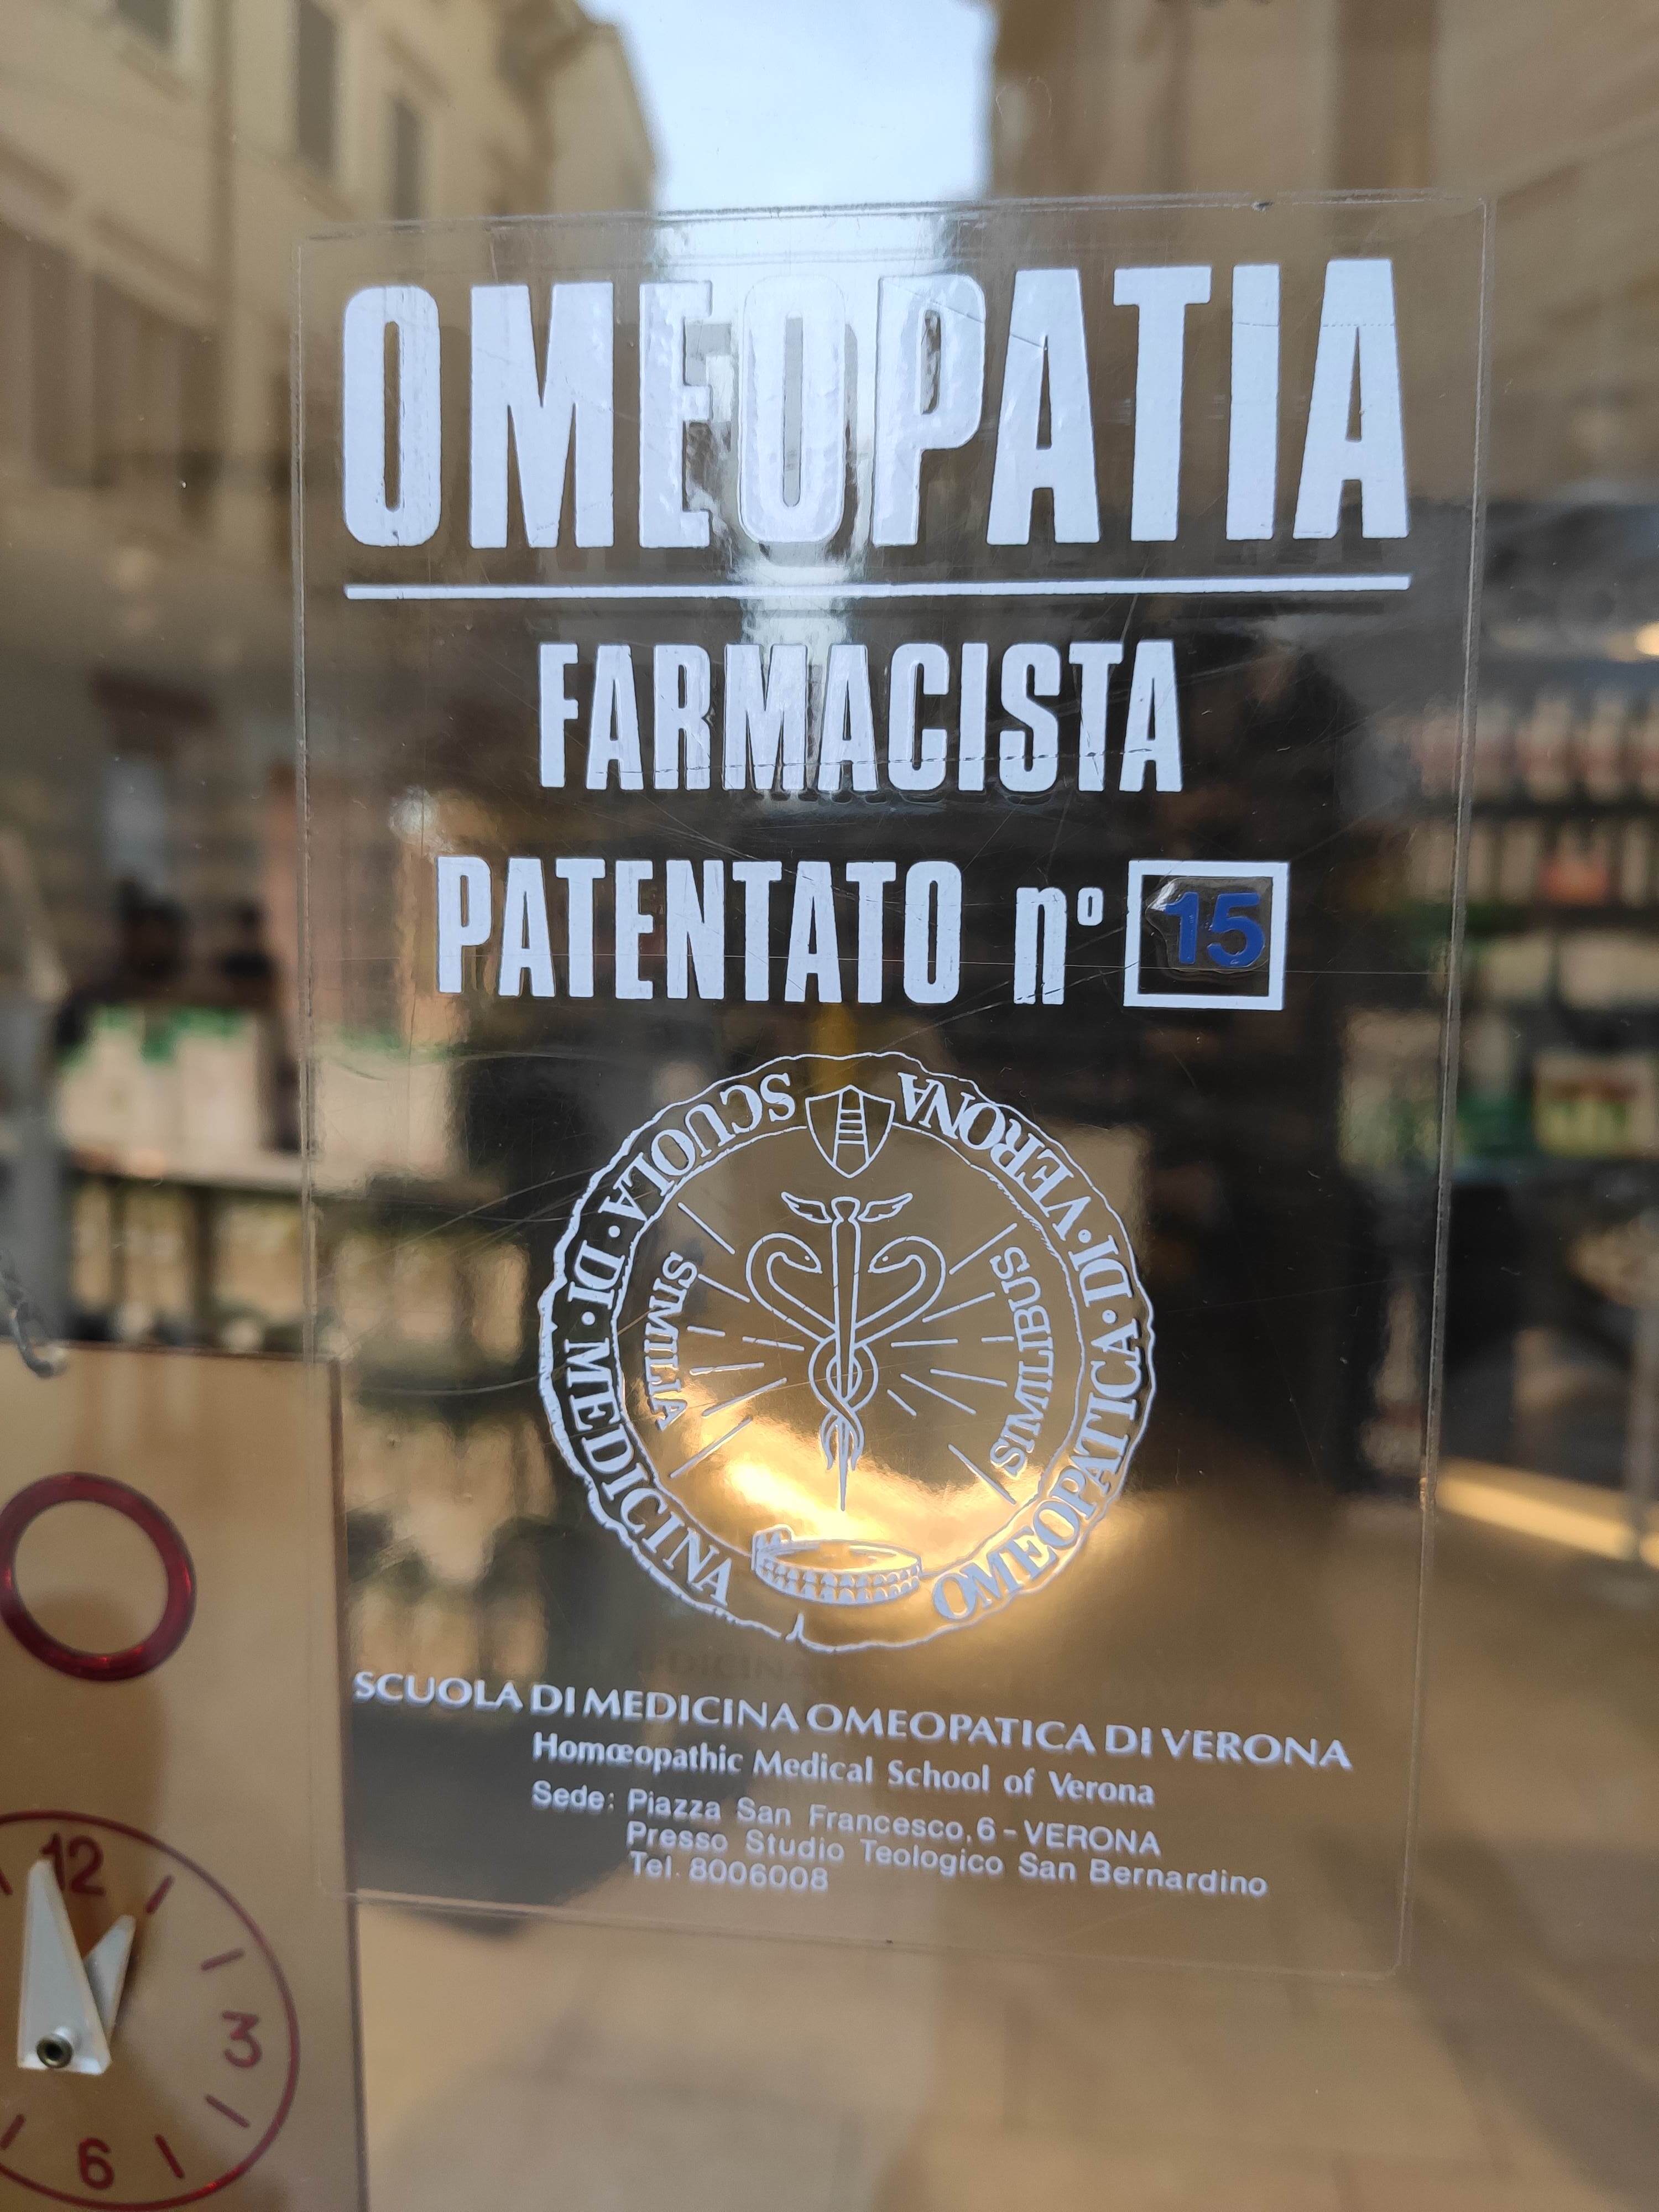 OMEOPATIA
FARMACISTA
PATENTATO nº 15
SCUOLA·DI·MEDICINA OMEOPATICA·DI·VERONA
SIMILIA SIMILIBUS
SCUOLA DI MEDICINA OMEOPATICA DI VERONA
Homœopathic Medical School of Verona
Sede: Piazza San Francesco, 6 - VERONA
Presso Studio Teologico San Bernardino
Tel. 8006008
12
3
6